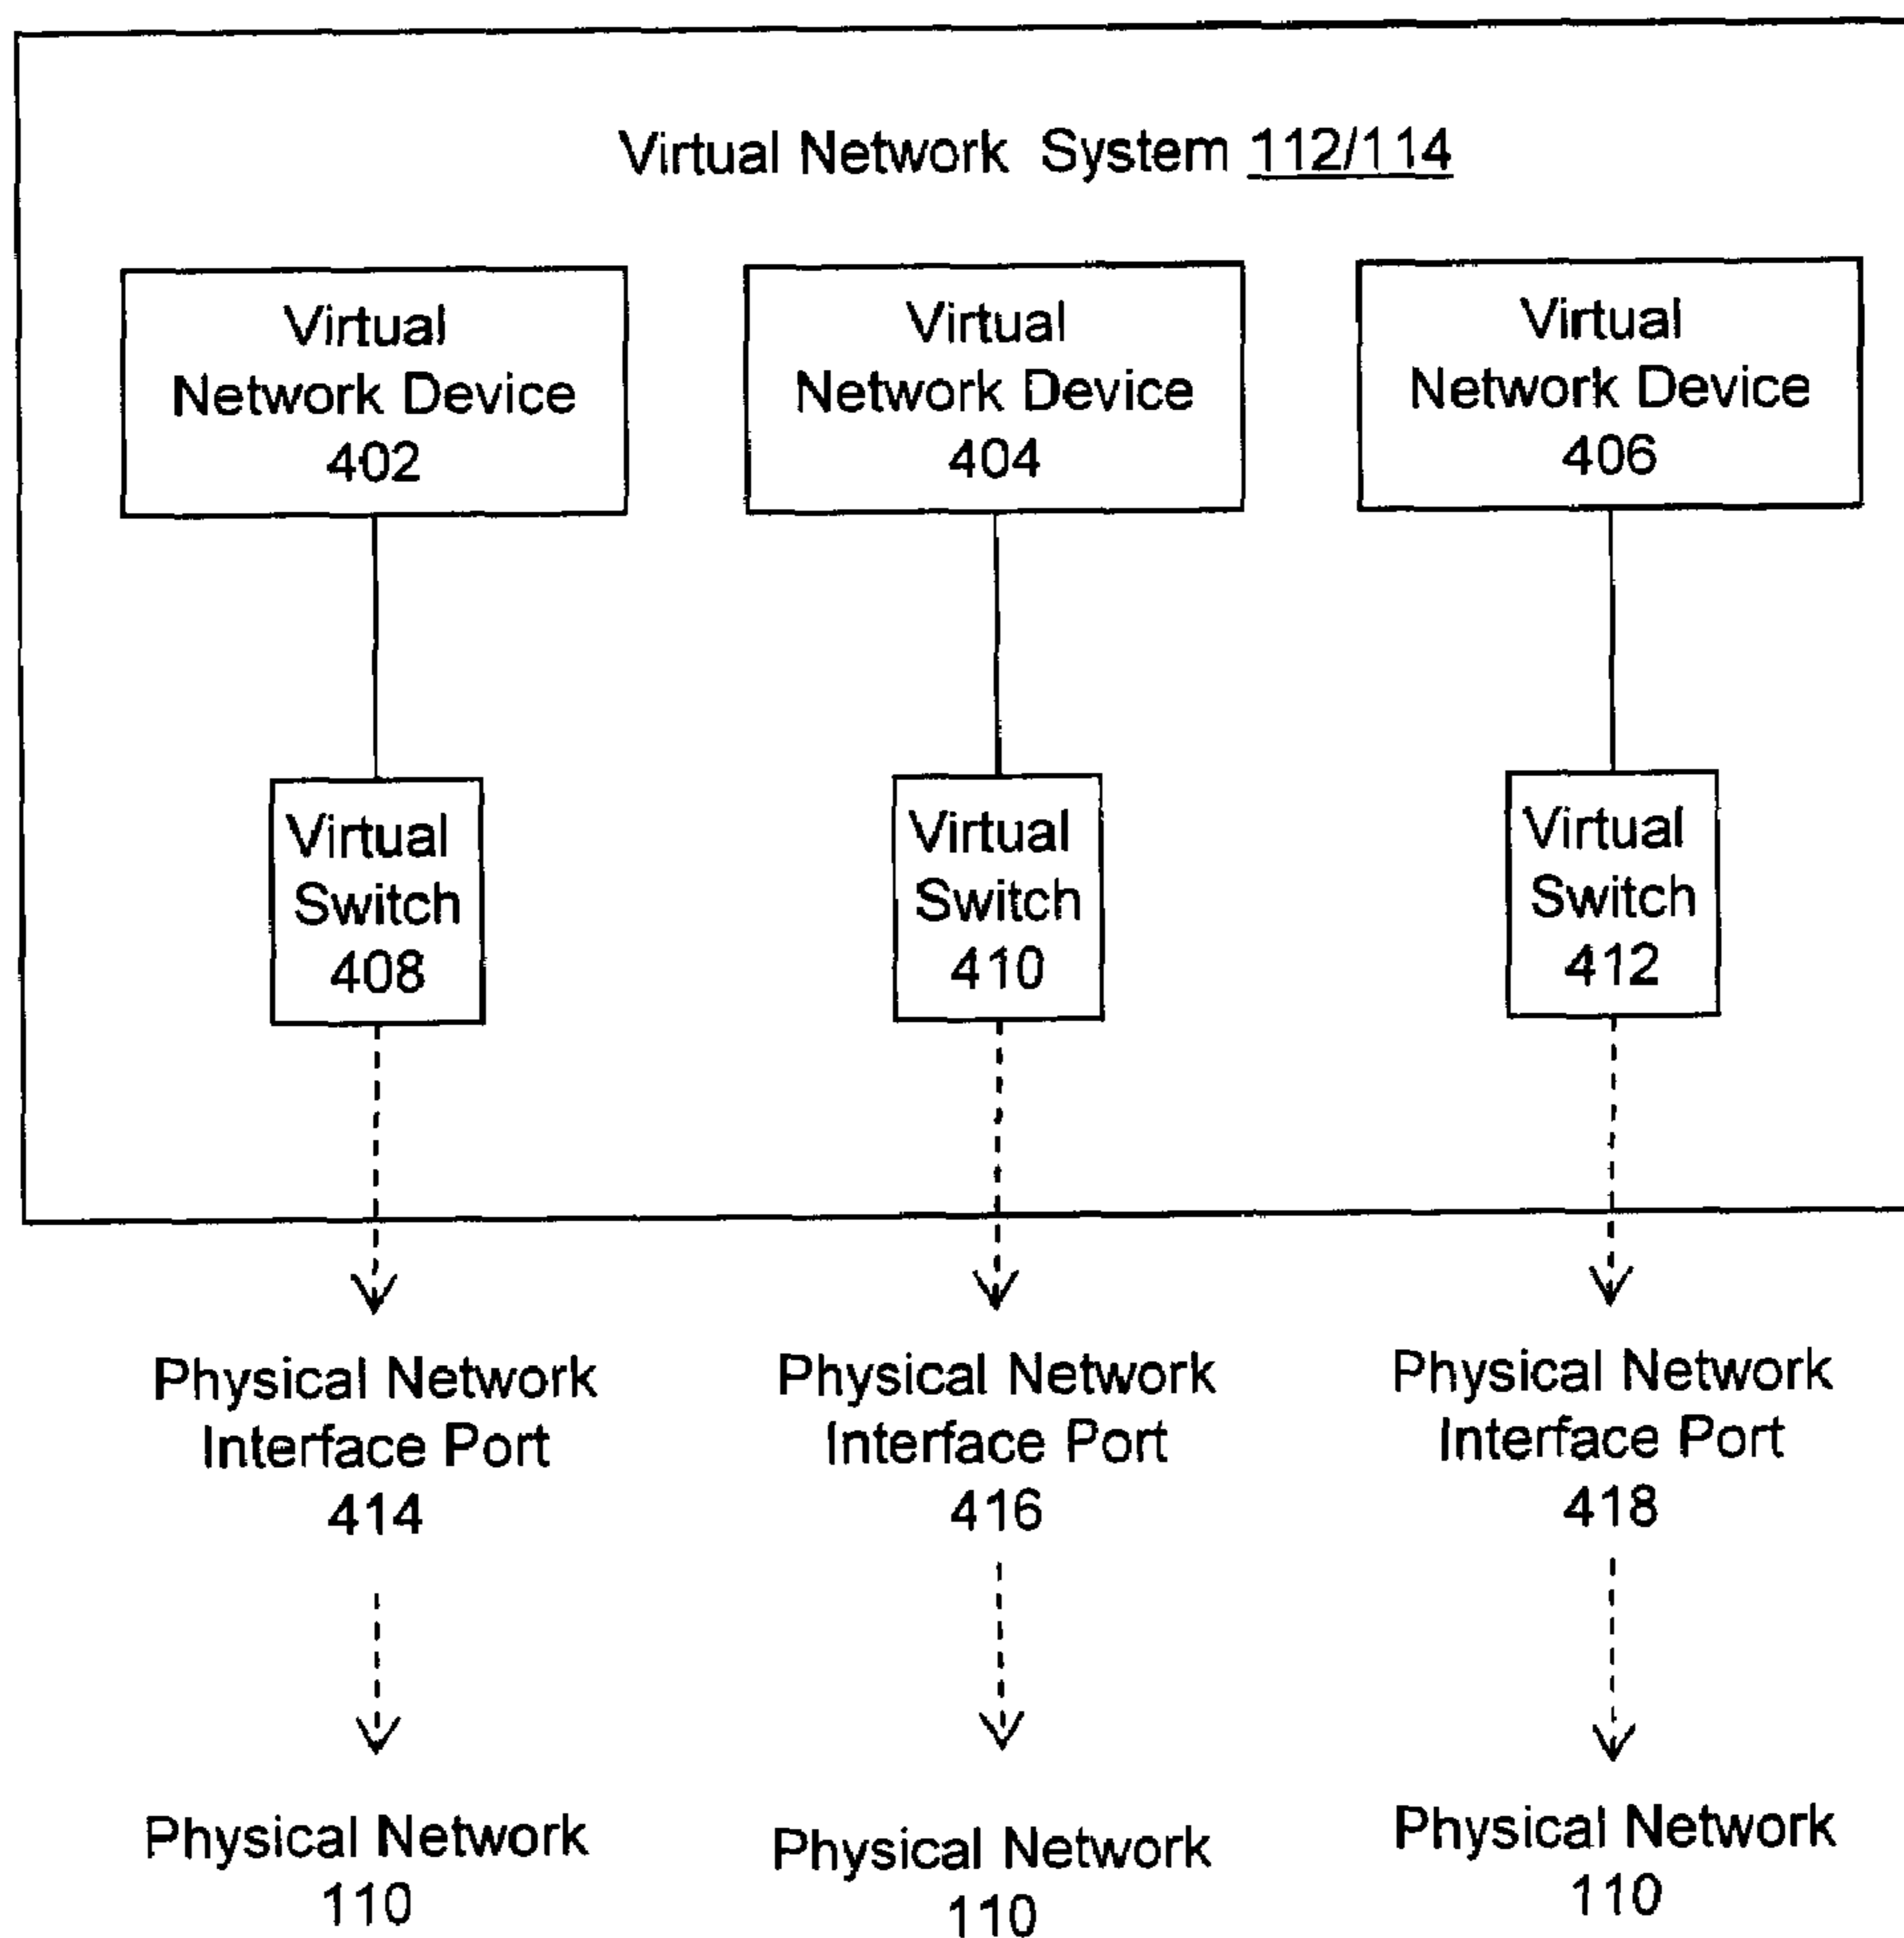 Virtual Network System 112/114
Virtual
Network Device
402
Virtual
Network Device
404
Virtual
Network Device
406
Virtual
Switch
408
Virtual
Switch
410
Virtual
Switch
412
Physical Network
Interface Port
414
Physical Network
Interface Port
416
Physical Network
Interface Port
418
Physical Network
110
Physical Network
110
Physical Network
110